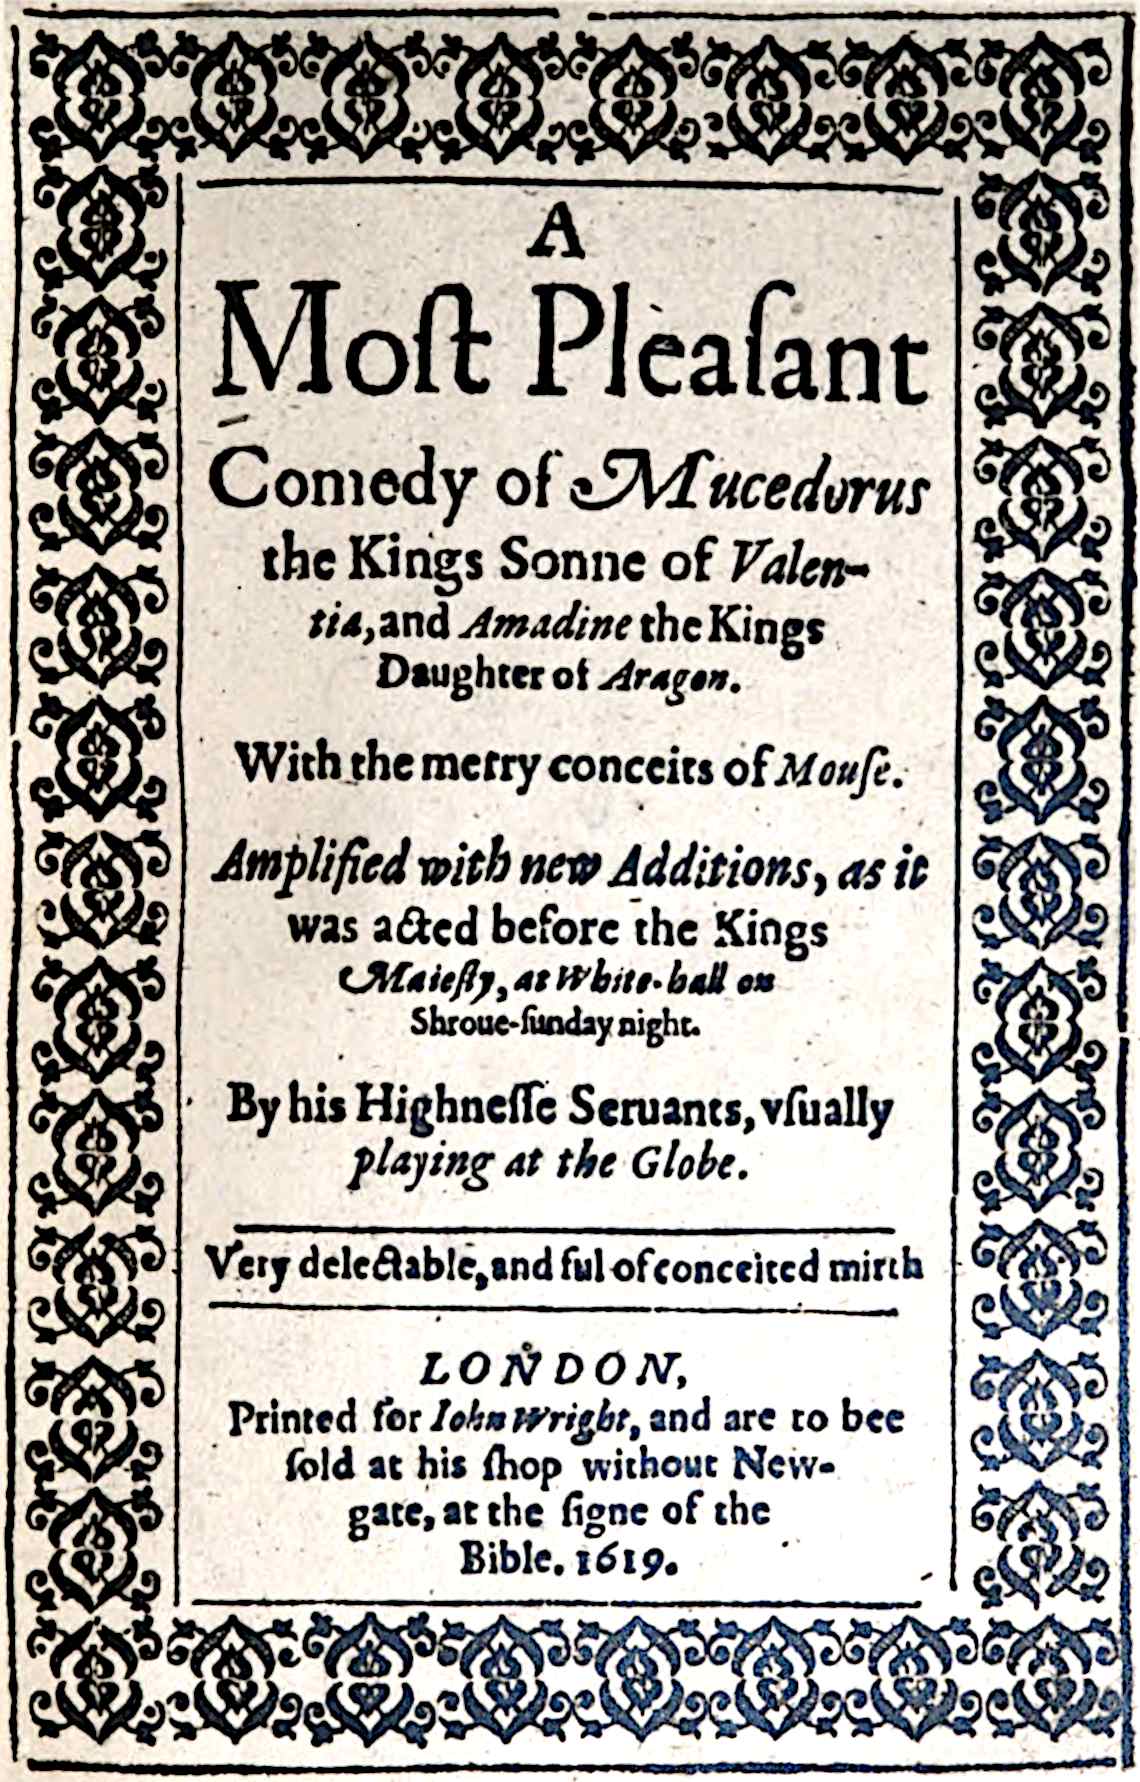 A
Moſt Pleaſant
Comedy of Mucedorus
the Kings Sonne of Valen-
tia, and Amadine the Kings
Daughter of Aragon.
With the merry conceits of Mouſe.
Amplified with new Additions, as it
was acted before the Kings
Maieſty, at White-hall on
Shroue-ſunday night.
By his Highneſſe Seruants, vſually
playing at the Globe.
Very delectable, and ful of conceited mirth
LONDON,
Printed for Iohn Wright, and are to bee
ſold at his ſhop without New-
gate, at the ſigne of the
Bible. 1619.